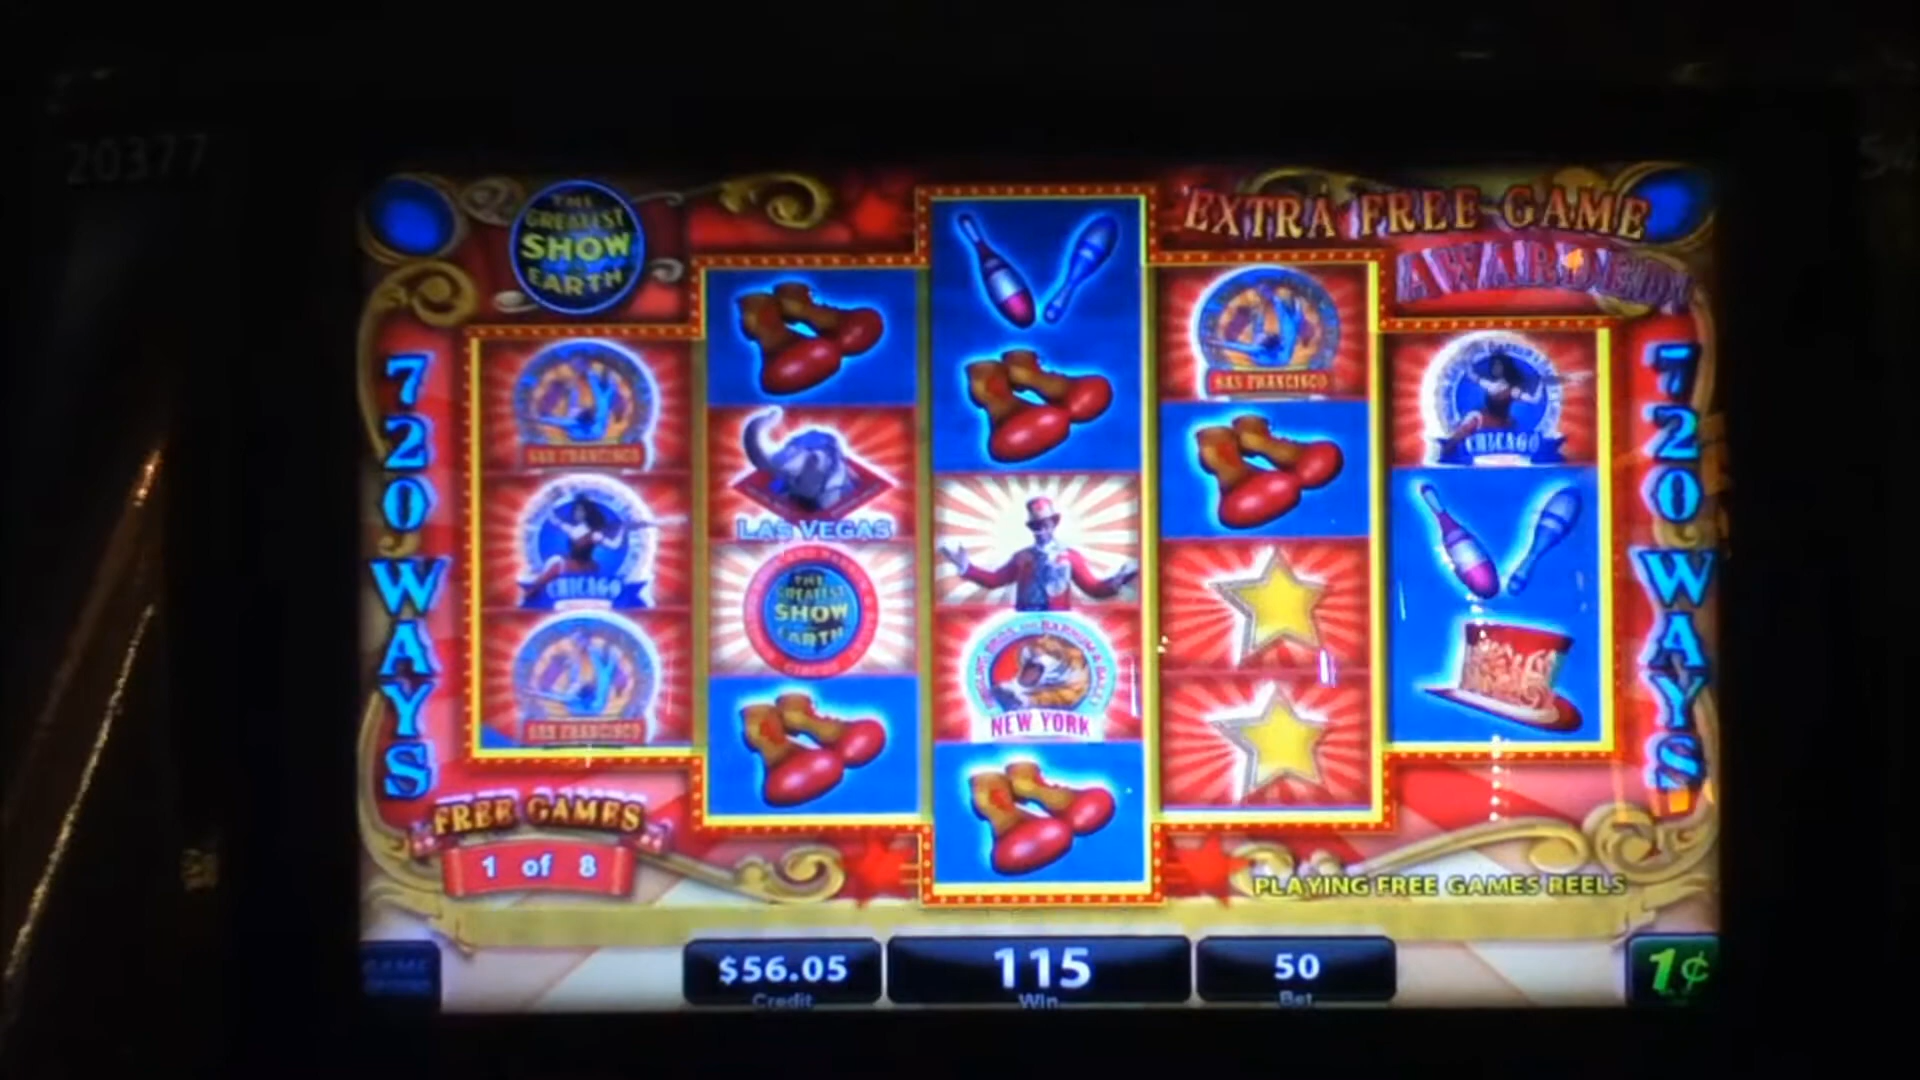 20377
THE
GREATEST
SHOW
EARTH
EXTRA FREE GAME
AWARDED!
720 WAYS
720 WAYS
SAN FRANCISCO
CHICAGO
SAN FRANCISCO
LAS VEGAS
THE
GREATEST
SHOW
EARTH
NEW YORK
SAN FRANCISCO
CHICAGO
FREE GAMES
1 of 8
PLAYING FREE GAMES REELS
GAME
$56.05
Credit
115
Win
50
Bet
1¢